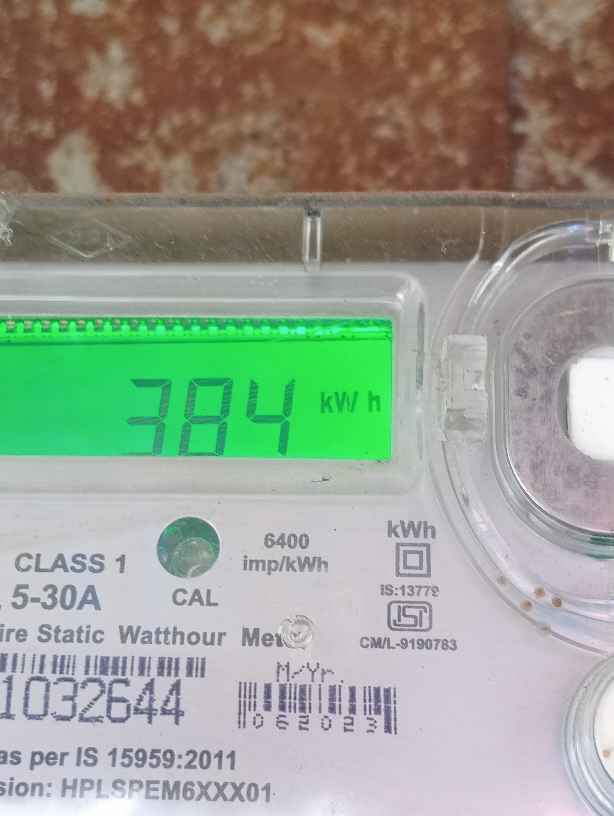 384 kW h
CLASS 1
CAL
6400
imp/kWh
kWh
5-30A
IS:13779
ISI
CM/L-9190783
ire Static Watthour Met
1032644
M/Yr.
062023
as per IS 15959:2011
sion: HPLSPEM6XXX01